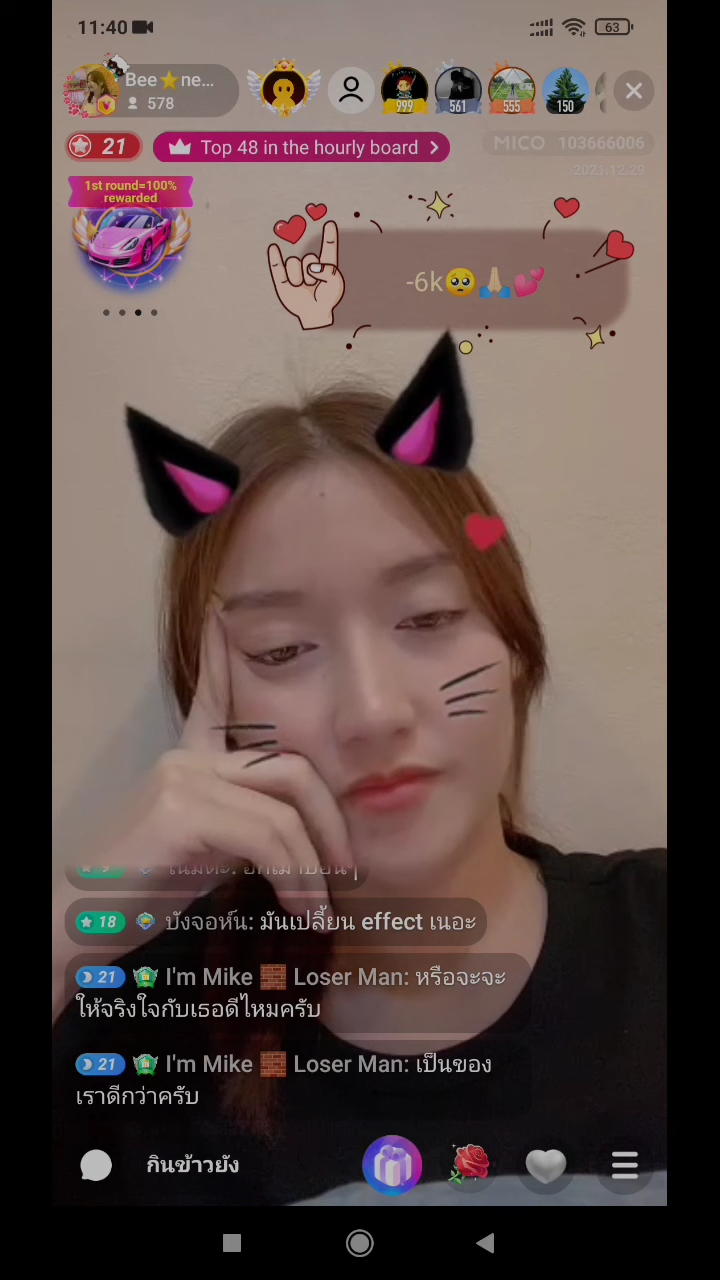 11:40
63
Bee⭐ne...
578
999
561
555
150
21
Top 48 in the hourly board
MICO 103666006
2021.12.29
1st round=100%
rewarded
-6k🥺🙏🏻💕
18 บังจอห์น: มันเปลี้ยน effect เนอะ
21 I'm Mike 🧱 Loser Man: หรือจะจะ
ให้จริงใจกับเธอดีไหมครับ
21 I'm Mike 🧱 Loser Man: เป็นของ
เราดีกว่าครับ
กินข้าวยัง